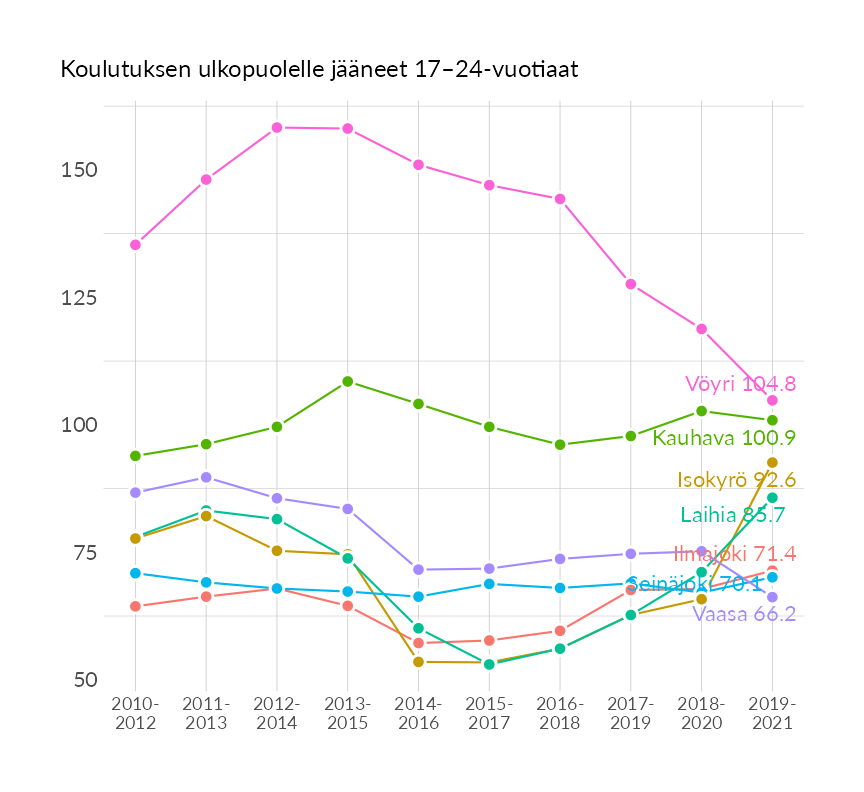 Koulutuksen ulkopuolelle jääneet 17–24-vuotiaat
150
125
100
75
50
Vöyri 104.8
Kauhava 100.9
Isokyrö 92.6
Laihia 85.7
Ilmajoki 71.4
Seinäjoki 70.1
Vaasa 66.2
2010- 2011- 2012- 2013- 2014- 2015- 2016- 2017- 2018- 2019-
2012 2013 2014 2015 2016 2017 2018 2019 2020 2021